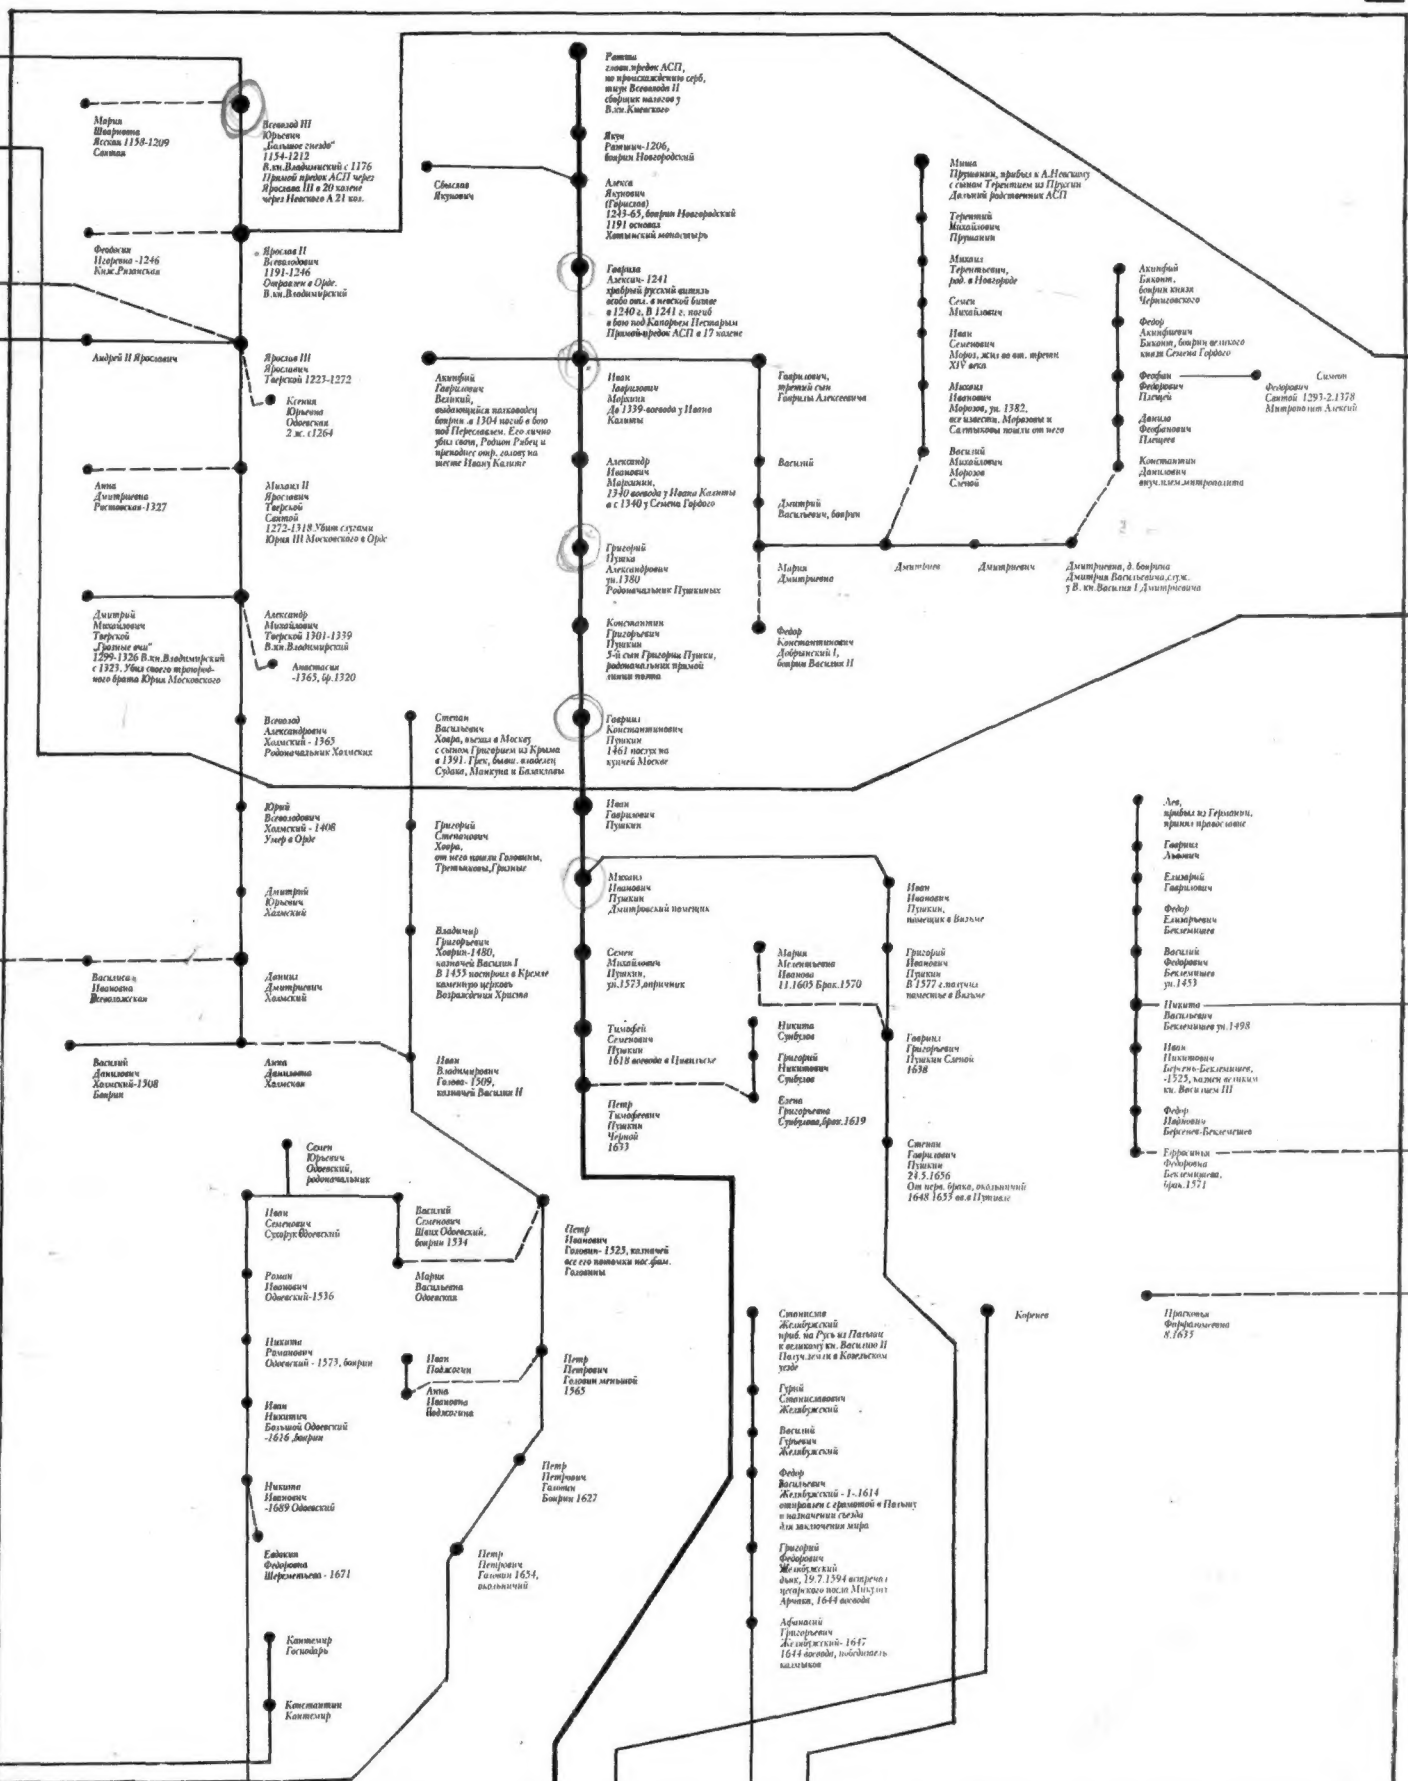 Мария
Шварновна
Ясская 1158-1209
Святая
Всеволод III
Юрьевич
„Большое гнездо"
1154-1212
В.кн.Владимиский с 1176
Прямой предок АСП через
Ярослава III в 20 колене
через Невского А 21 кол.
Феодосия
Игоревна -1246
Княж.Рязанская
Ярослав II
Всеволодович
1191-1246
Отравлен в Орде.
В.кн.Владимирский
Андрей II Ярославич
Ярослав III
Ярославич
Тверской 1223-1272
Ксения
Юрьевна
Одоевская
2 ж. с1264
Анна
Дмитриевна
Ростовская-1327
Михаил II
Ярославич
Тверской
Святой
1272-1318 Убит слугами
Юрия III Московского в Орде
Дмитрий
Михайлович
Тверской
„Грозные очи"
1299-1326 В.кн.Владимирский
с 1323. Убил своего троюрод-
ного брата Юрия Московского
Александр
Михайлович
Тверской 1301-1339
В.кн.Владимирский
Анастасия
-1365, бр.1320
Всеволод
Александрович
Холмский - 1365
Родоначальник Холмских
Юрий
Всеволодович
Холмский - 1408
Умер в Орде
Дмитрий
Юрьевич
Холмский
Василиса
Ивановна
Всеволожская
Даниил
Дмитриевич
Холмский
Василий
Данилович
Холмский-1508
Боярин
Анна
Даниловна
Холмская
Ратша
главн.предок АСП,
по происхождению серб,
тиун Всеволода II
сборщик налогов у
В.кн.Киевского
Якун
Ратшич-1206,
боярин Новгородский
Сбыслав
Якунович
Алекса
Якунович
(Горислав)
1243-65, боярин Новгородский
1191 основал
Хотынский монастырь
Гаврила
Алексич- 1241
храбрый русский витязь
особо отл. в невской битве
в 1240 г. В 1241 г. погиб
в бою под Капорьем Пестарым
Прямой предок АСП в 17 колене
Акинфий
Гаврилович
Великий,
выдающийся полководец
боярин .в 1304 погиб в бою
под Переславлем. Его лично
убил своти, Родион Рябец и
преподнес отр. голову на
шесте Ивану Калите
Иван
Гаврилович
Морхиня
До 1339-воевода у Ивана
Калиты
Гаврилович,
третий сын
Гаврилы Алексеевича
Александр
Иванович
Морхинин,
1340 воевода у Ивана Калиты
а с 1340 у Семена Гордого
Василий
Дмитрий
Васильевич, боярин
Григорий
Пушка
Александрович
ум.1380
Родоначальник Пушкиных
Мария
Дмитриевна
Дмитриев
Дмитриевич
Дмитриевна, д. боярина
Дмитрия Васильевича,служ.
у В. кн.Василия I Дмитриевича
Константин
Григорьевич
Пушкин
5-й сын Григория Пушки,
родоначальник прямой
линии поэта
Федор
Константинович
Добрынский I,
боярин Василия II
Гавриил
Константинович
Пушкин
1461 послух на
купчей Москве
Иван
Гаврилович
Пушкин
Михаил
Иванович
Пушкин
Дмитровский помещик
Иван
Иванович
Пушкин,
помещик в Вязьме
Семен
Михайлович
Пушкин,
ум.1573,опричник
Мария
Мелентьевна
Иванова
11.1605 Брак.1570
Григорий
Иванович
Пушкин
В 1577 г.получил
поместье в Вязьме
Тимофей
Семенович
Пушкин
1618 воевода в Цивильске
Никита
Сунбулов
Григорий
Никитович
Сунбулов
Елена
Григорьевна
Сунбулова,брак.1619
Гавриил
Григорьевич
Пушкин Слепой
1638
Петр
Тимофеевич
Пушкин
Черной
1633
Степан
Гаврилович
Пушкин
24.5.1656
От перв. брака, окольничий
1648 1653 вв.в Путивле
Миша
Прушанин, прибыл к А.Невскому
с сыном Терентием из Пруссии
Дальний родственник АСП
Терентий
Михайлович
Прушанин
Михаил
Терентьевич,
род. в Новгороде
Семен
Михайлович
Иван
Семенович
Мороз, жил во вт. трети
XIV века
Михаил
Иванович
Морозов, ум. 1382,
все известн. Морозовы и
Салтыковы пошли от него
Василий
Михайлович
Морозов
Слепой
Акинфий
Бяконт,
боярин князя
Черниговского
Федор
Акинфиевич
Бяконт, боярин великого
князя Семена Гордого
Феофан
Федорович
Плещей
Симеон
Федорович
Святой 1293-2.1378
Митрополит Алексий
Данило
Феофанович
Плещеев
Константин
Данилович
внуч.плем.митрополита
Степан
Васильевич
Ховра, выехал в Москву
с сыном Григорием из Крыма
в 1391. Грек, бывш. владелец
Судака, Манкупа и Балаклавы
Григорий
Степанович
Ховра,
от него пошли Головины,
Третьяковы,Грязные
Владимир
Григорьевич
Ховрин-1480,
казначей Василия I
В 1455 построил в Кремле
каменную церковь
Возраждения Христа
Иван
Владимирович
Голова- 1509,
казначей Василия II
Лев,
прибыл из Германии,
принял православие
Гавриил
Львович
Елизарий
Гаврилович
Федор
Елизарьевич
Беклемишев
Василий
Федорович
Беклемишев
ум.1453
Никита
Васильевич
Беклемишев ум.1498
Иван
Никитович
Берсень-Беклемишев,
-1525, казнен великим
кн. Василием III
Федор
Иванович
Берсенев-Беклемешев
Ефросинья
Федоровна
Беклемишева,
брак.1571
Семен
Юрьевич
Одоевский,
родоначальник
Иван
Семенович
Сухорук Одоевский
Василий
Семенович
Швих Одоевский,
боярин 1534
Петр
Иванович
Головин- 1525, казначей
все его потомки нос.фам.
Головины
Роман
Иванович
Одоевский-1536
Мария
Васильевна
Одоевская
Никита
Романович
Одоевский - 1573, боярин
Иван
Поджогин
Анна
Ивановна
Поджогина
Петр
Петрович
Головин меньшой
1565
Иван
Никитич
Большой Одоевский
-1616 ,боярин
Петр
Петрович
Головин
Боярин 1627
Никита
Иванович
-1689 Одоевский
Евдокия
Федоровна
Шереметьева - 1671
Петр
Петрович
Головин 1654,
окольничий
Кантемир
Господарь
Константин
Кантемир
Станислав
Желябужский
приб. на Русь из Польши
к великому кн. Василию II
Получ.земли в Козельском
уезде
Гурий
Станиславович
Желябужский
Василий
Гурьевич
Желябужский
Федор
Васильевич
Желябужский - 1-.1614
отправлен с грамотой в Польшу
о назначении съезда
для заключения мира
Григорий
Федорович
Желябужский
дьяк, 19.7.1594 встречал
цесарского посла
1644 воевода
Афанасий
Григорьевич
Желябужский- 1647
1644 воевода, победитель
калмыков
Коренев
Прасковья
Фарфаломеевна
8.1635